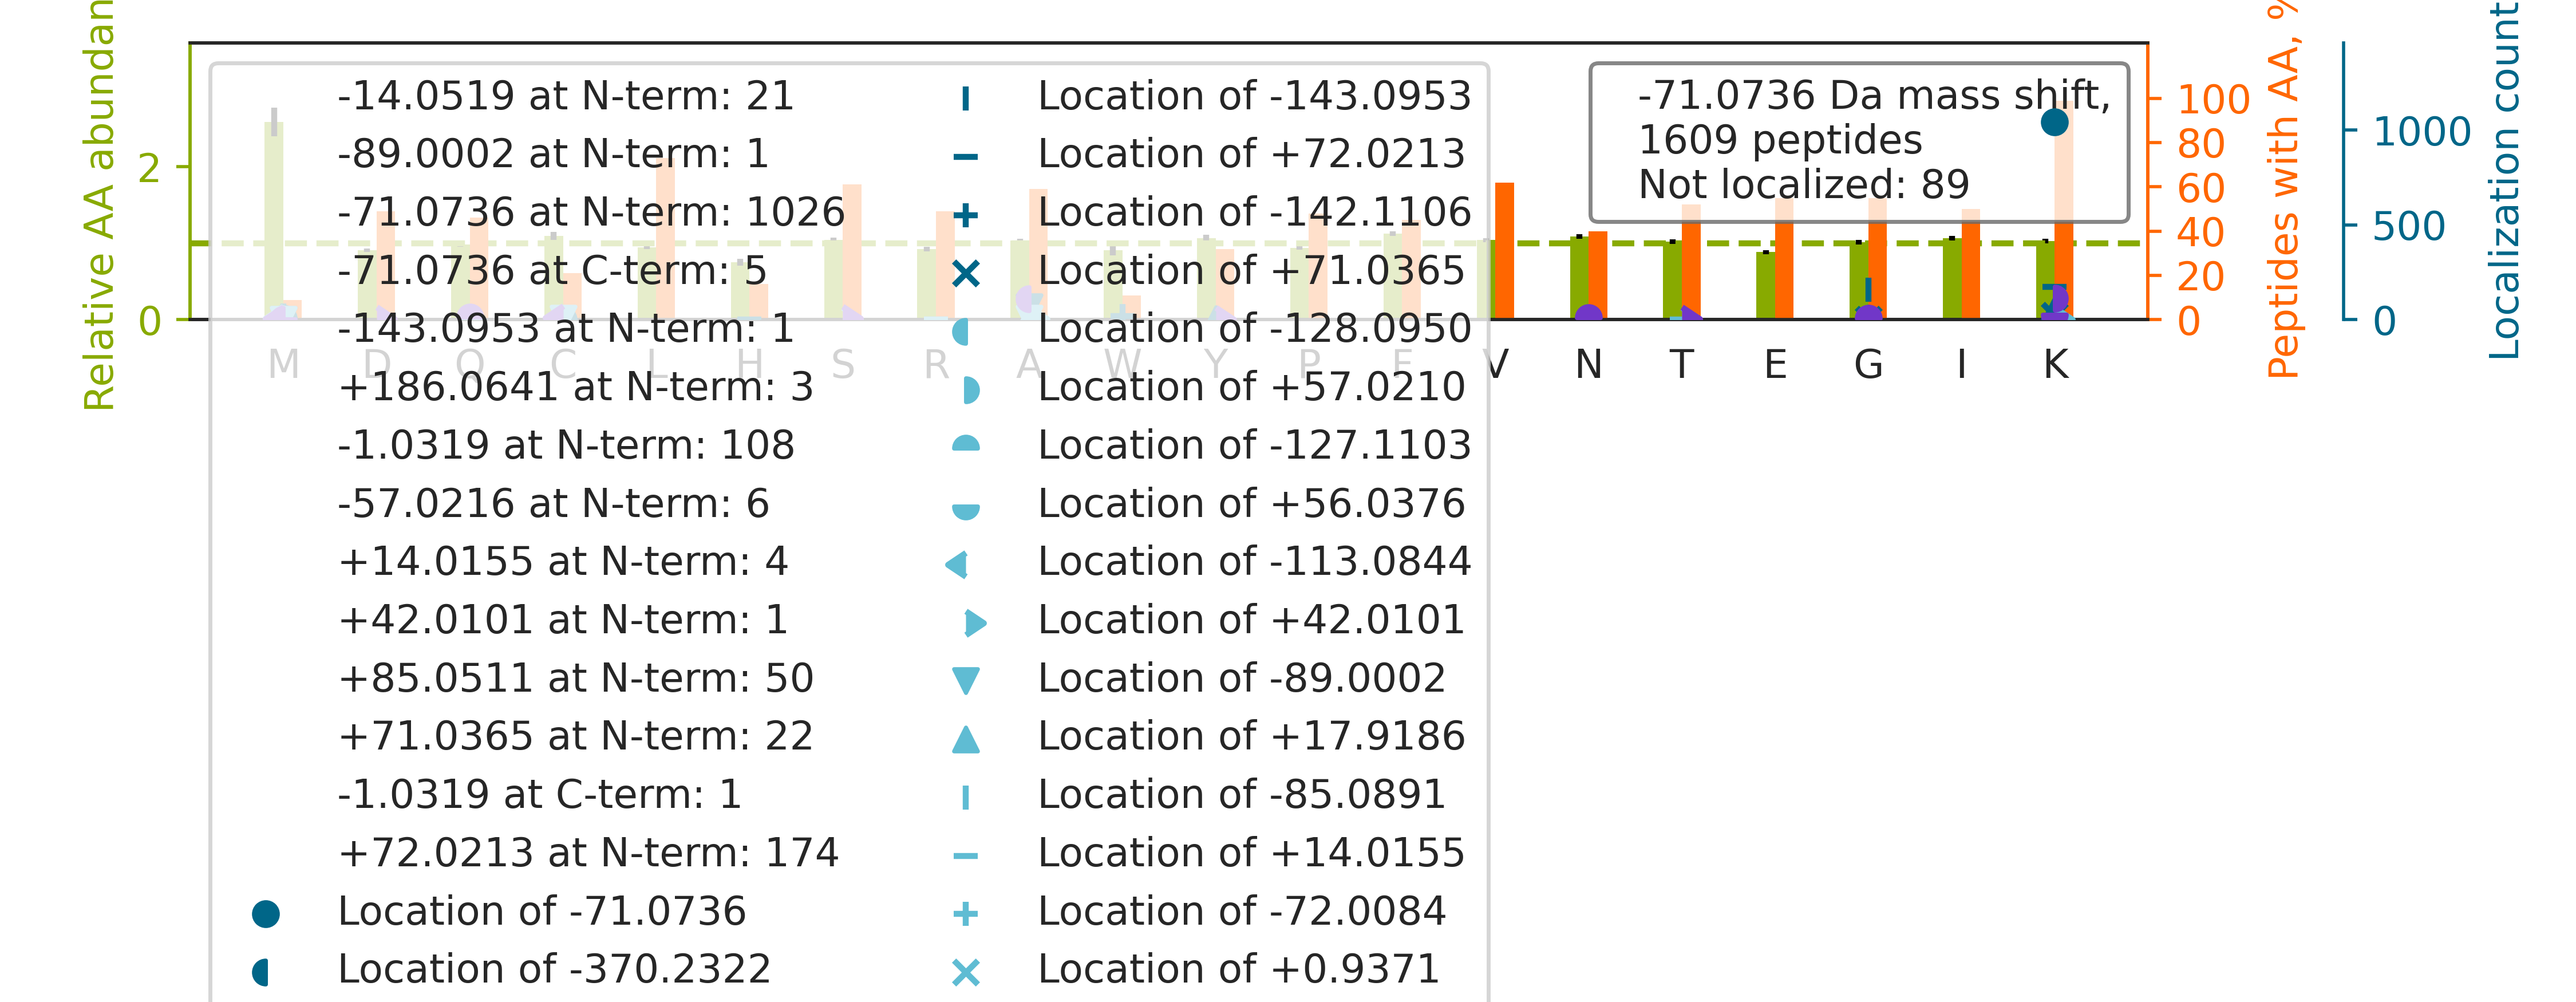 Relative AA abundan
2
0
-14.0519 at N-term: 21
-89.0002 at N-term: 1
-71.0736 at N-term: 1026
-71.0736 at C-term: 5
-143.0953 at N-term: 1
+186.0641 at N-term: 3
-1.0319 at N-term: 108
-57.0216 at N-term: 6
+14.0155 at N-term: 4
+42.0101 at N-term: 1
+85.0511 at N-term: 50
+71.0365 at N-term: 22
-1.0319 at C-term: 1
+72.0213 at N-term: 174
Location of -71.0736
Location of -370.2322
Location of -143.0953
Location of +72.0213
Location of -142.1106
Location of +71.0365
Location of -128.0950
Location of +57.0210
Location of -127.1103
Location of +56.0376
Location of -113.0844
Location of +42.0101
Location of -89.0002
Location of +17.9186
Location of -85.0891
Location of +14.0155
Location of -72.0084
Location of +0.9371
-71.0736 Da mass shift,
1609 peptides
Not localized: 89
M D Q C L H S R A W Y P F V N T E G I K
100
80
60
40
20
0
Peptides with AA, %
1000
500
0
Localization count